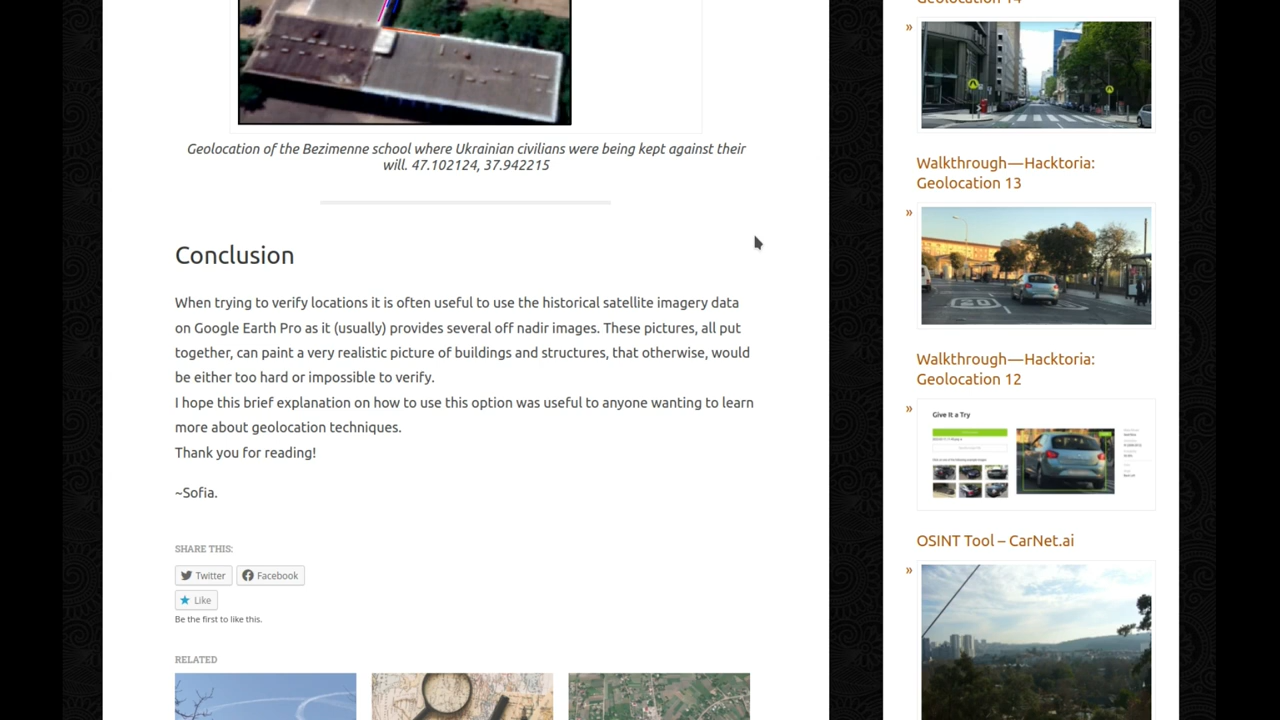 Geolocation 14
Geolocation of the Bezimenne school where Ukrainian civilians were being kept against their
will. 47.102124, 37.942215
Conclusion
When trying to verify locations it is often useful to use the historical satellite imagery data
on Google Earth Pro as it (usually) provides several off nadir images. These pictures, all put
together, can paint a very realistic picture of buildings and structures, that otherwise, would
be either too hard or impossible to verify.
I hope this brief explanation on how to use this option was useful to anyone wanting to learn
more about geolocation techniques.
Thank you for reading!
~Sofia.
SHARE THIS:
Twitter
Facebook
Like
Be the first to like this.
RELATED
»
» Walkthrough—Hacktoria:
Geolocation 13
» Walkthrough—Hacktoria:
Geolocation 12
Give It a Try
» OSINT Tool – CarNet.ai